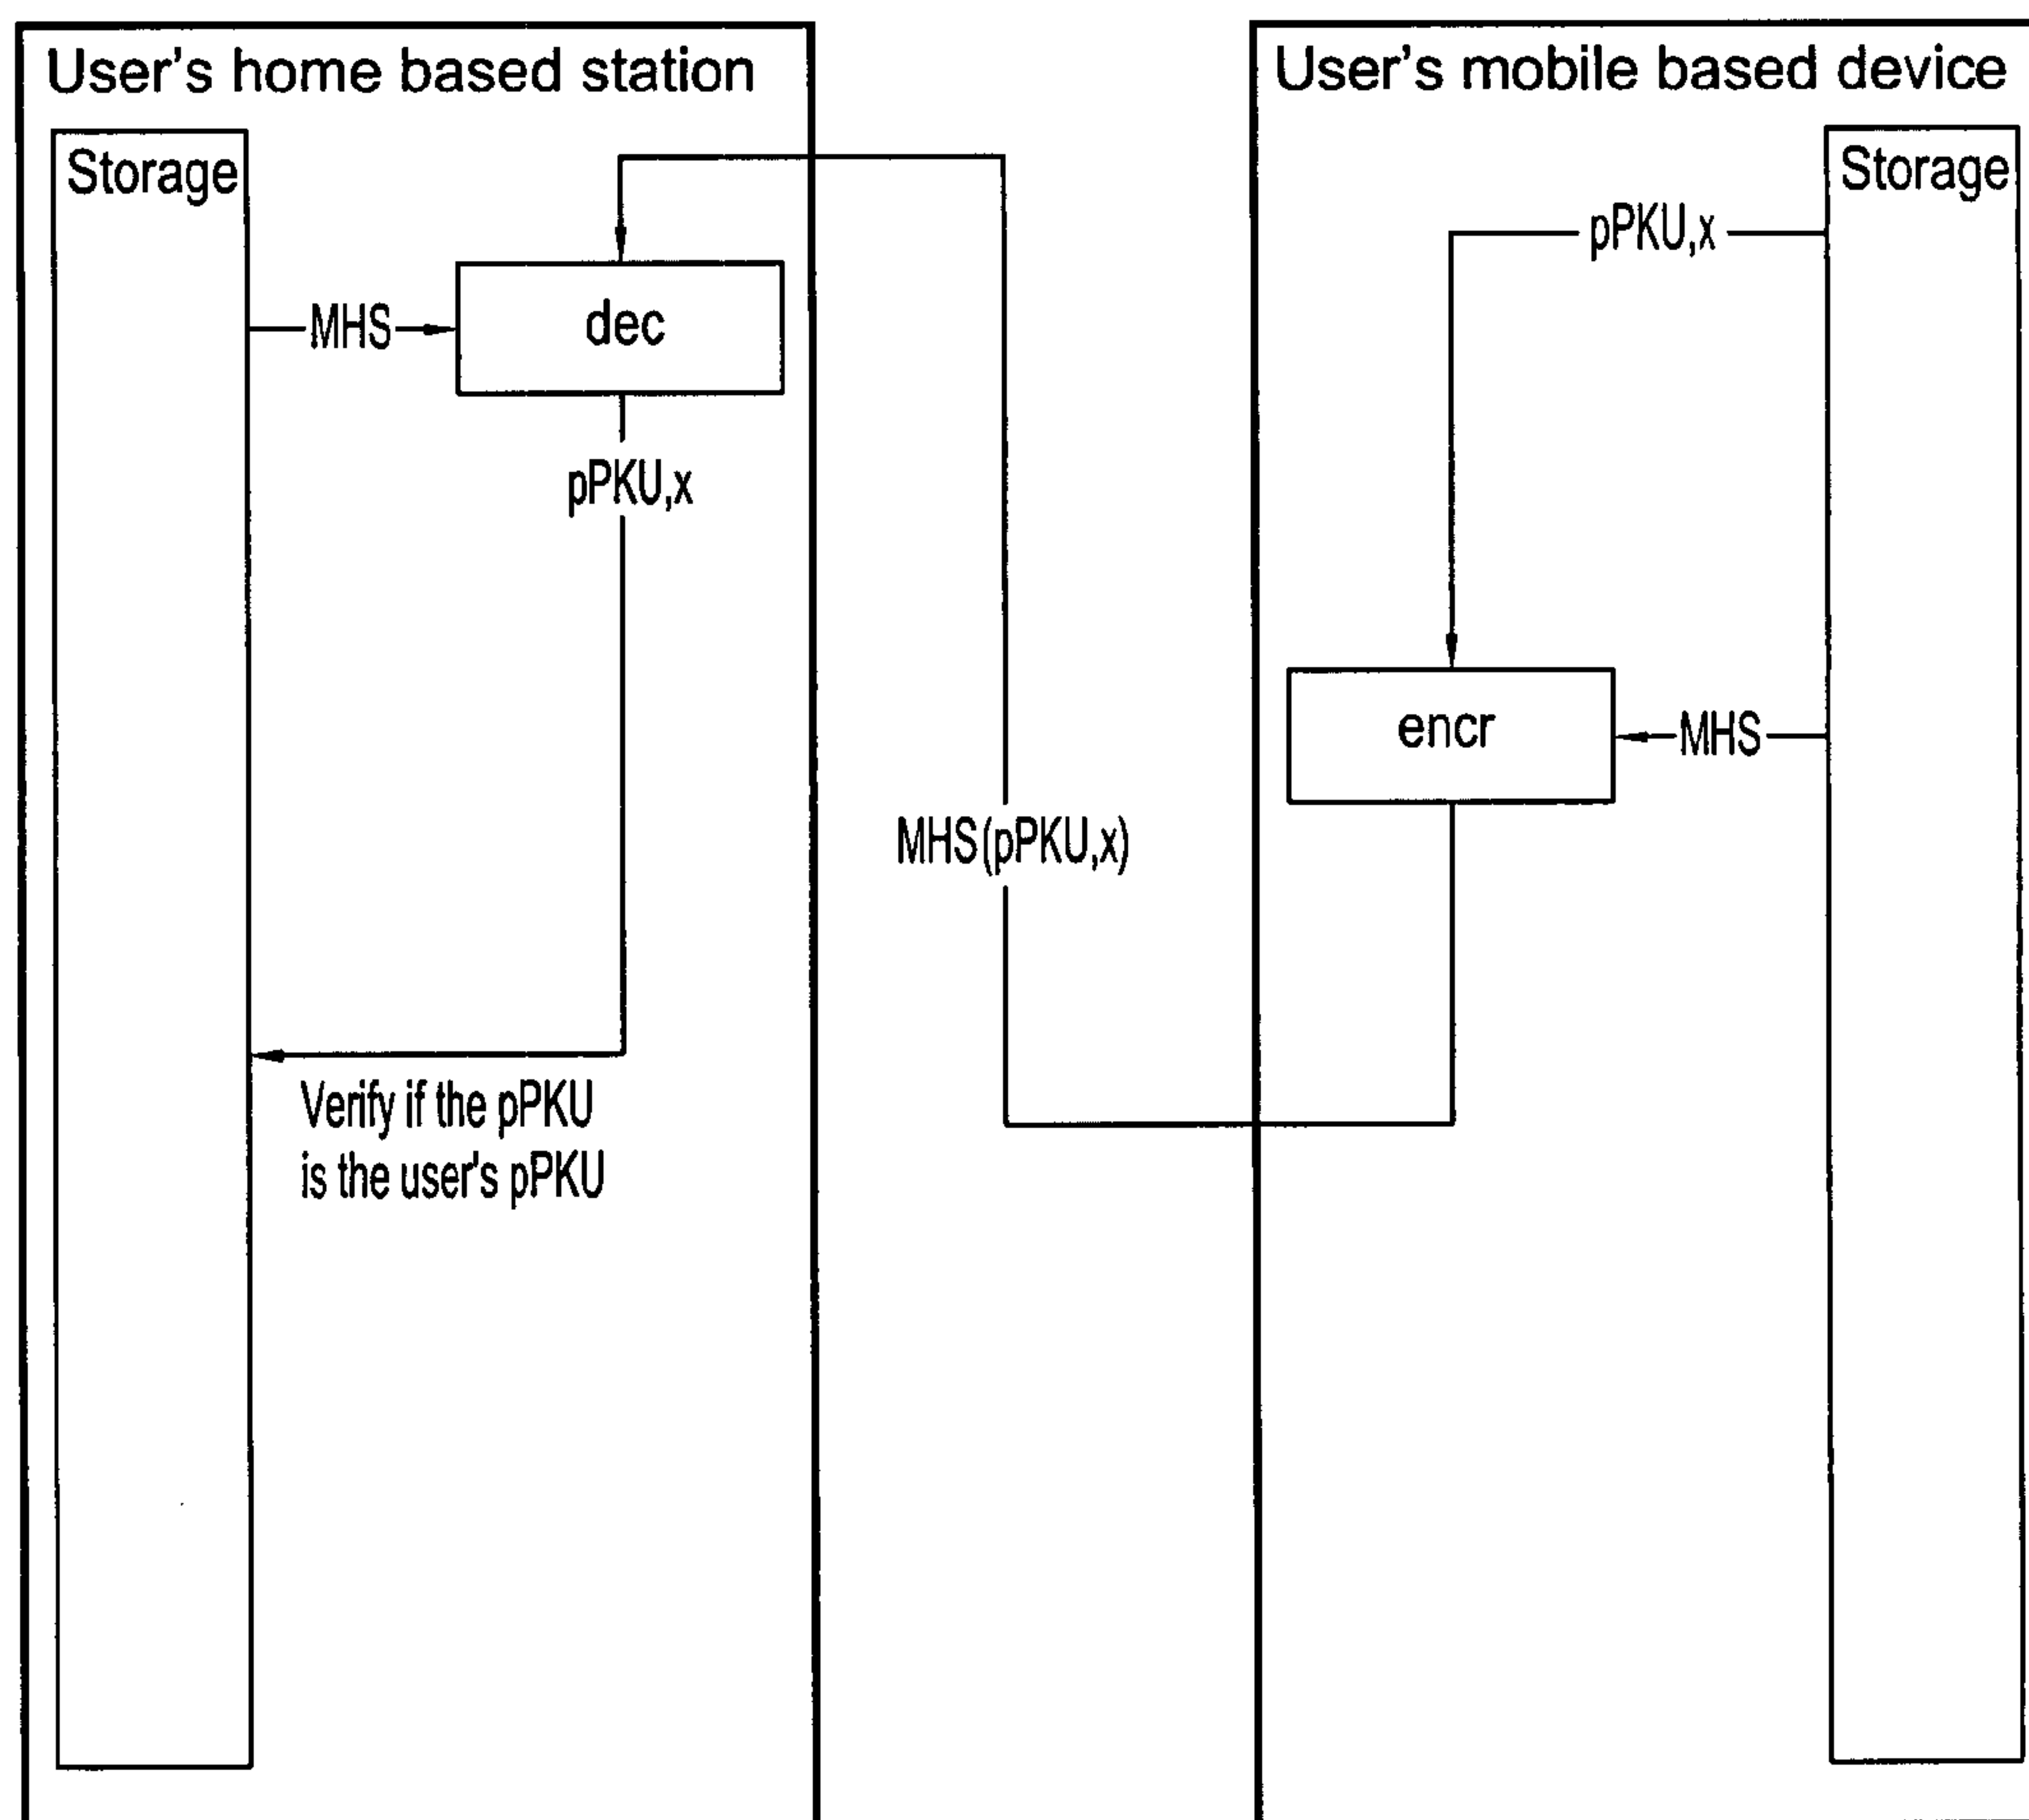 User's home based station
Storage
MHS
dec
pPKU,x
Verify if the pPKU
is the user's pPKU
MHS(pPKU,x)
User's mobile based device
Storage
pPKU,x
encr
MHS